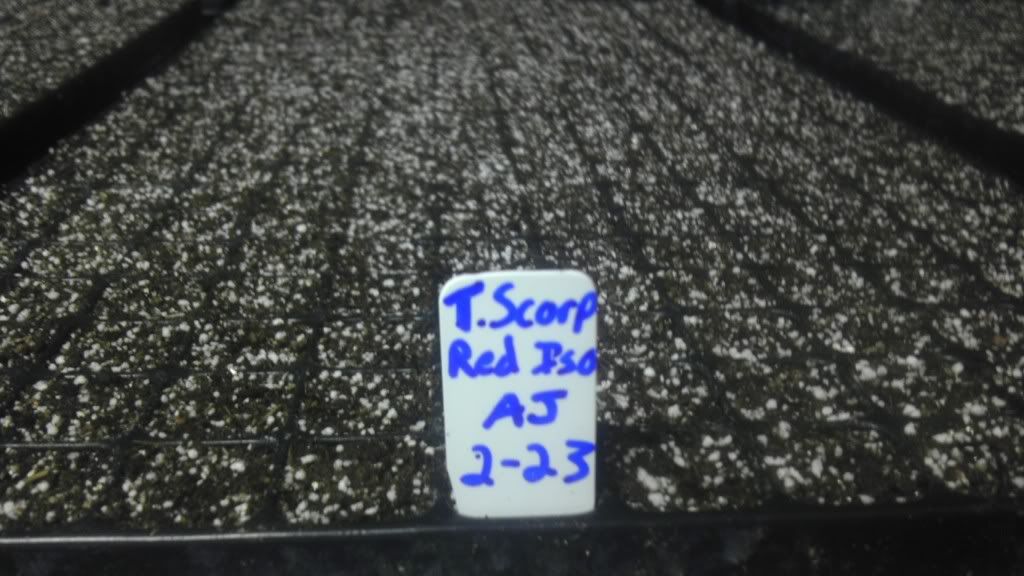 T.Scorp
Red Iso
AJ
2-23